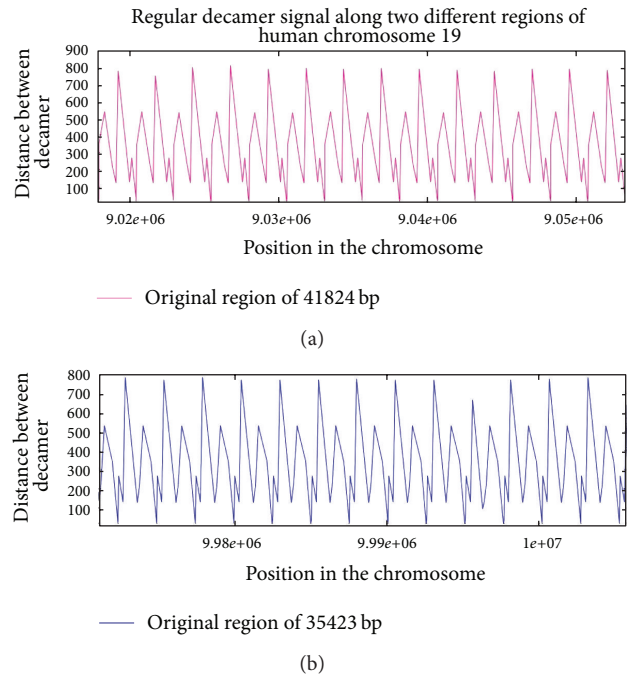 Regular decamer signal along two different regions of
human chromosome 19
Distance between
decamer
900
800
700
600
500
400
300
200
100
9.02e+06
9.03e+06
9.04e+06
9.05e+06
Position in the chromosome
Original region of 41824 bp
(a)
Distance between
decamer
800
700
600
500
400
300
200
100
9.98e+06
9.99e+06
1e+07
Position in the chromosome
Original region of 35423 bp
(b)